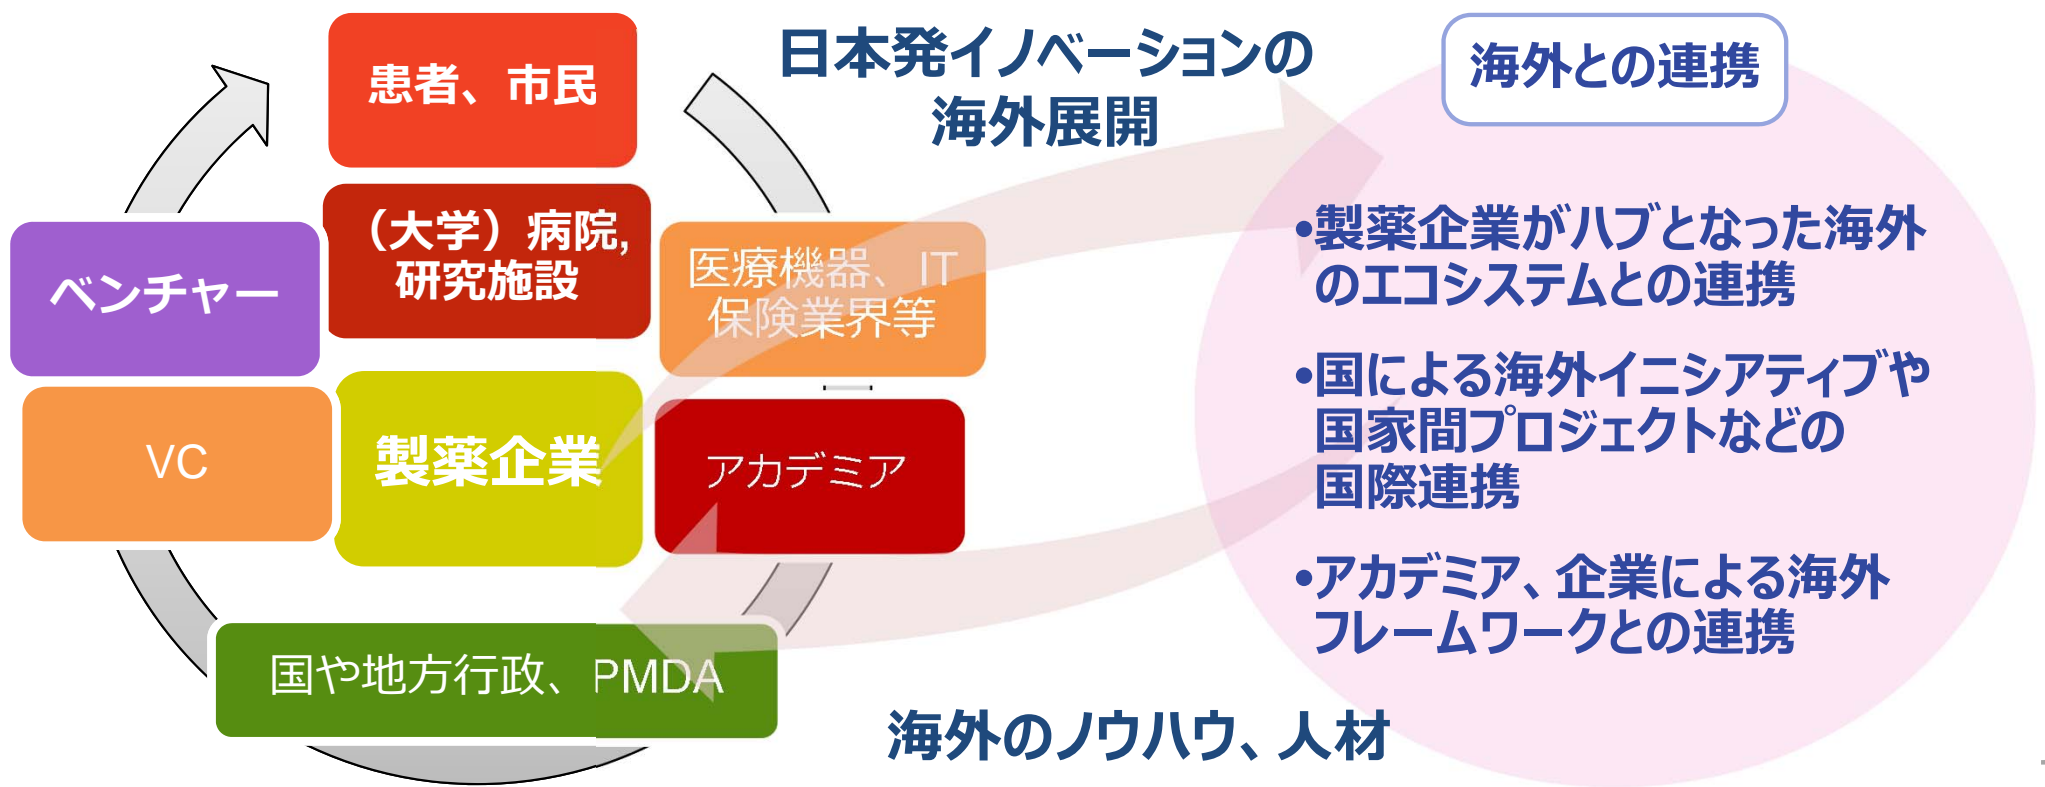 患者、市民
（大学）病院,
研究施設
ベンチャー
医療機器、IT
保険業界等
VC
製薬企業
アカデミア
国や地方行政、PMDA
日本発イノベーションの
海外展開
海外のノウハウ、人材
海外との連携
•製薬企業がハブとなった海外
のエコシステムとの連携
•国による海外イニシアティブや
国家間プロジェクトなどの
国際連携
•アカデミア、企業による海外
フレームワークとの連携